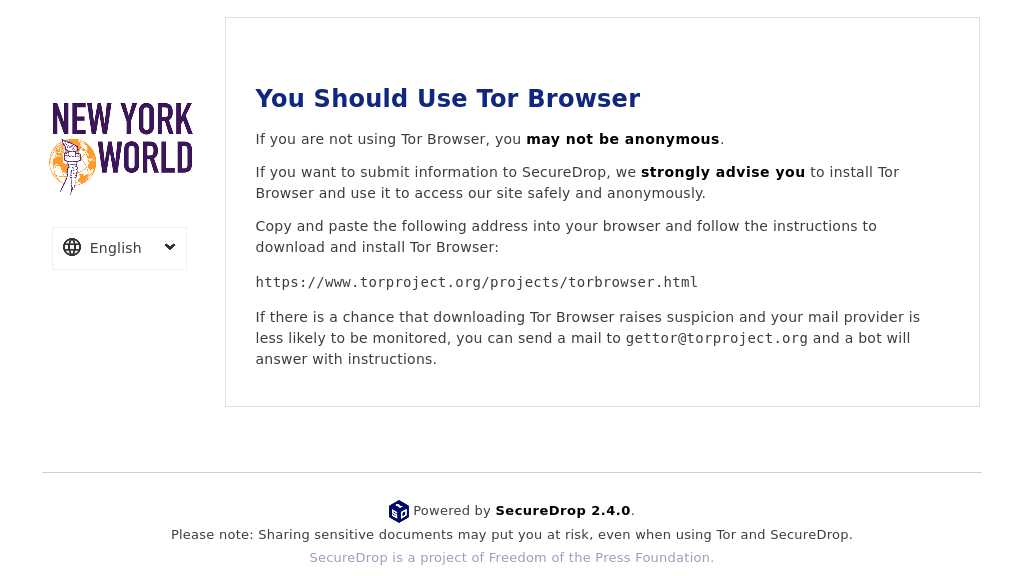 NEW YORK
WORLD
English
You Should Use Tor Browser
If you are not using Tor Browser, you may not be anonymous.
If you want to submit information to SecureDrop, we strongly advise you to install Tor
Browser and use it to access our site safely and anonymously.
Copy and paste the following address into your browser and follow the instructions to
download and install Tor Browser:
https://www.torproject.org/projects/torbrowser.html
If there is a chance that downloading Tor Browser raises suspicion and your mail provider is
less likely to be monitored, you can send a mail to gettor@torproject.org and a bot will
answer with instructions.
Powered by SecureDrop 2.4.0.
Please note: Sharing sensitive documents may put you at risk, even when using Tor and SecureDrop.
SecureDrop is a project of Freedom of the Press Foundation.